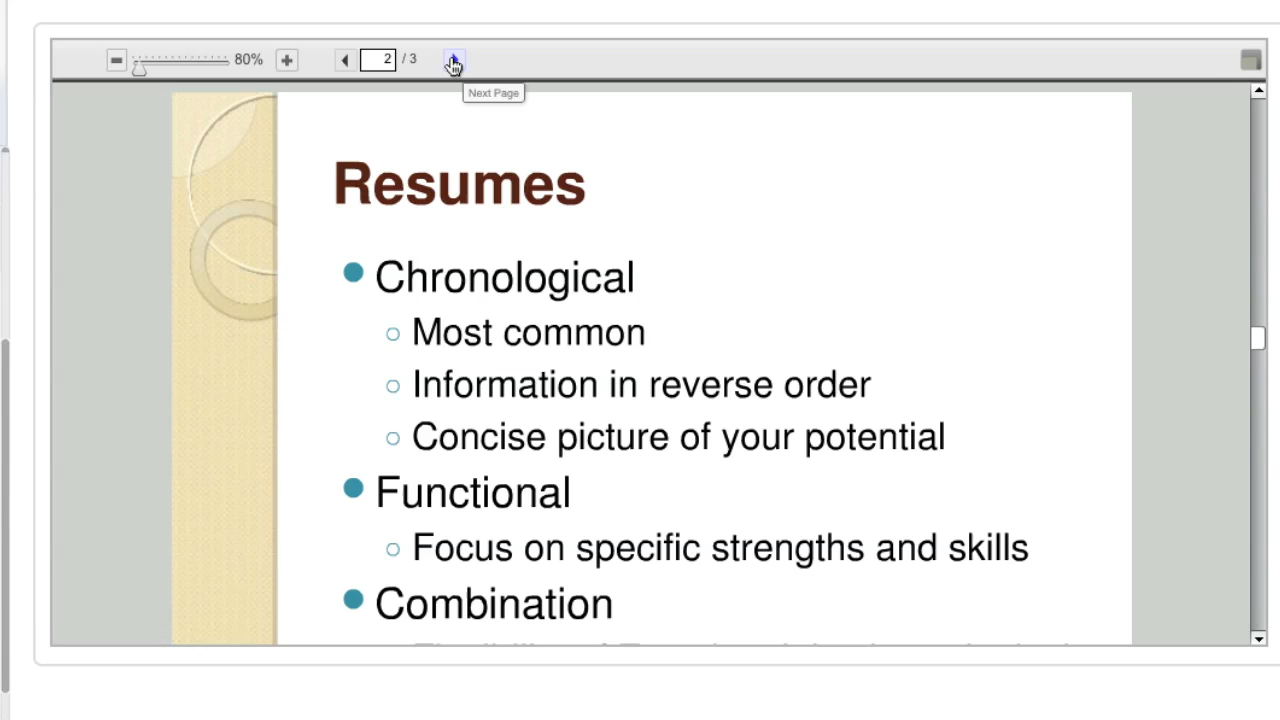 80%
2 / 3
Next Page
Resumes
Chronological
Most common
Information in reverse order
Concise picture of your potential
Functional
Focus on specific strengths and skills
Combination